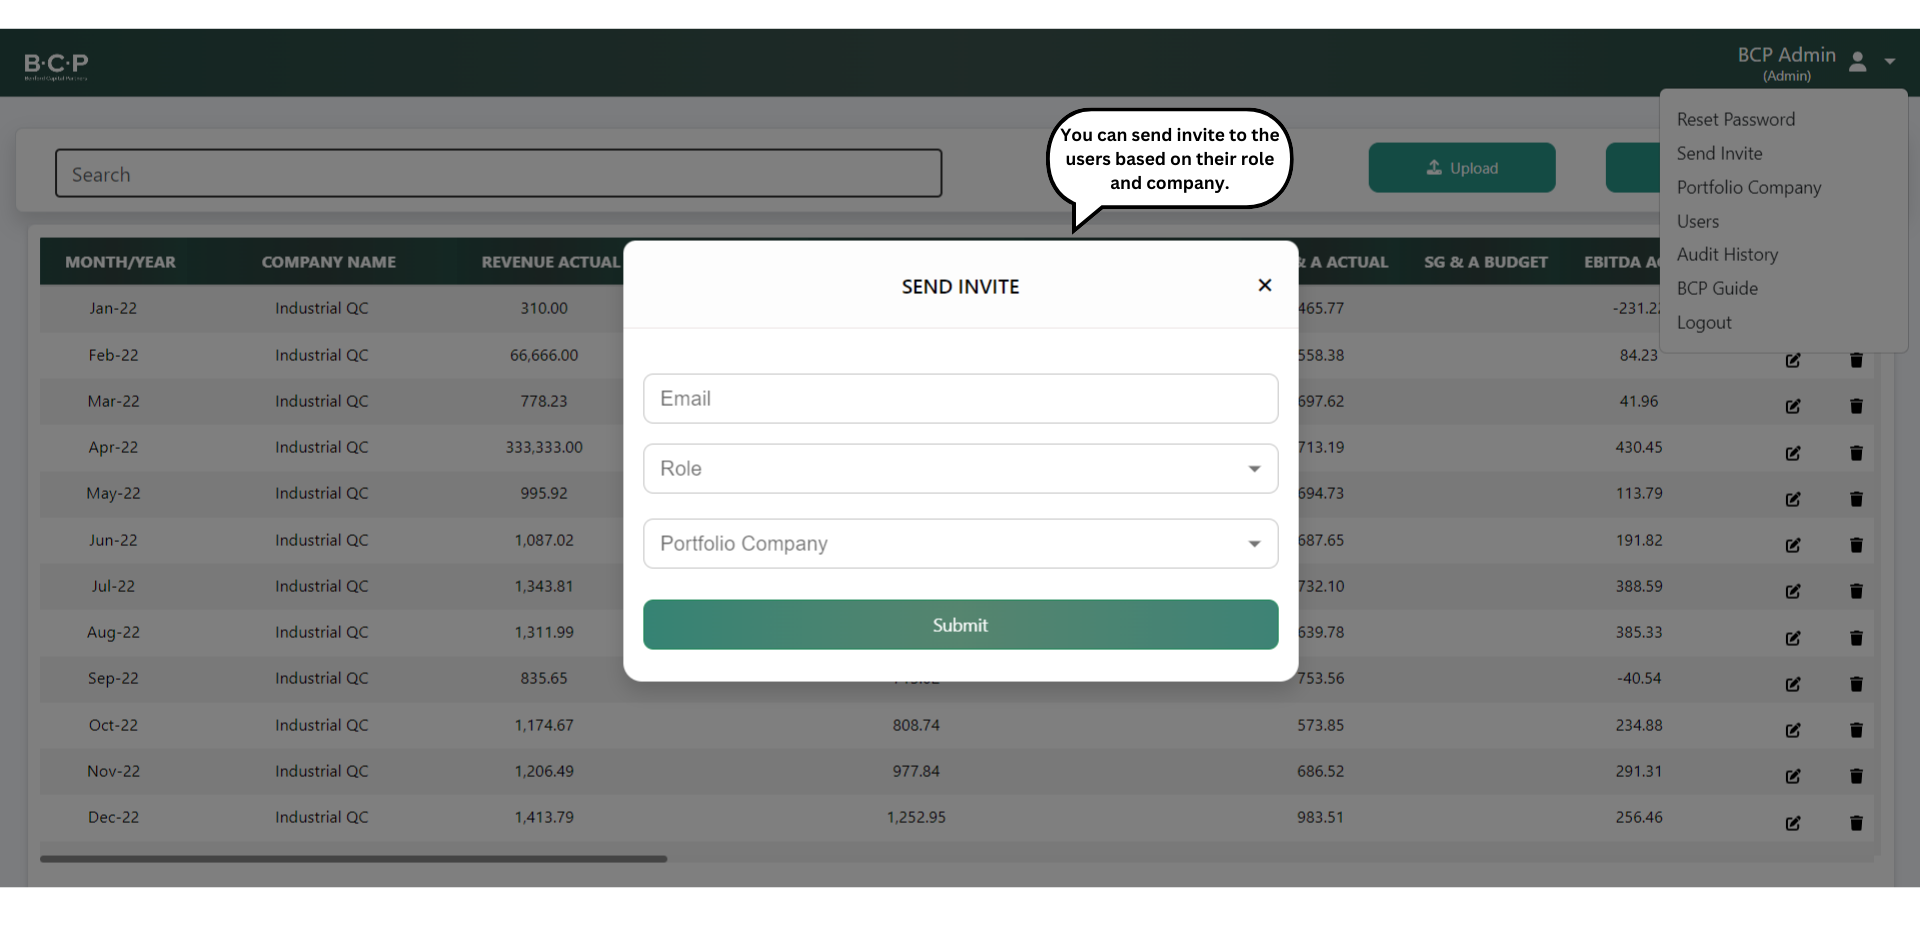 B·C·P
BCP Admin
(Admin)
Reset Password
Send Invite
Portfolio Company
Users
Audit History
BCP Guide
Logout
You can send invite to the
users based on their role
and company.
Search
Upload
MONTH/YEAR COMPANY NAME REVENUE ACTUAL A ACTUAL SG & A BUDGET EBITDA
Jan-22 Industrial QC 310.00 465.77 -231.2
Feb-22 Industrial QC 66,666.00 558.38 84.23
Mar-22 Industrial QC 778.23 697.62 41.96
Apr-22 Industrial QC 333,333.00 713.19 430.45
May-22 Industrial QC 995.92 694.73 113.79
Jun-22 Industrial QC 1,087.02 687.65 191.82
Jul-22 Industrial QC 1,343.81 732.10 388.59
Aug-22 Industrial QC 1,311.99 639.78 385.33
Sep-22 Industrial QC 835.65 753.56 -40.54
Oct-22 Industrial QC 1,174.67 808.74 573.85 234.88
Nov-22 Industrial QC 1,206.49 977.84 686.52 291.31
Dec-22 Industrial QC 1,413.79 1,252.95 983.51 256.46
SEND INVITE
Email
Role
Portfolio Company
Submit